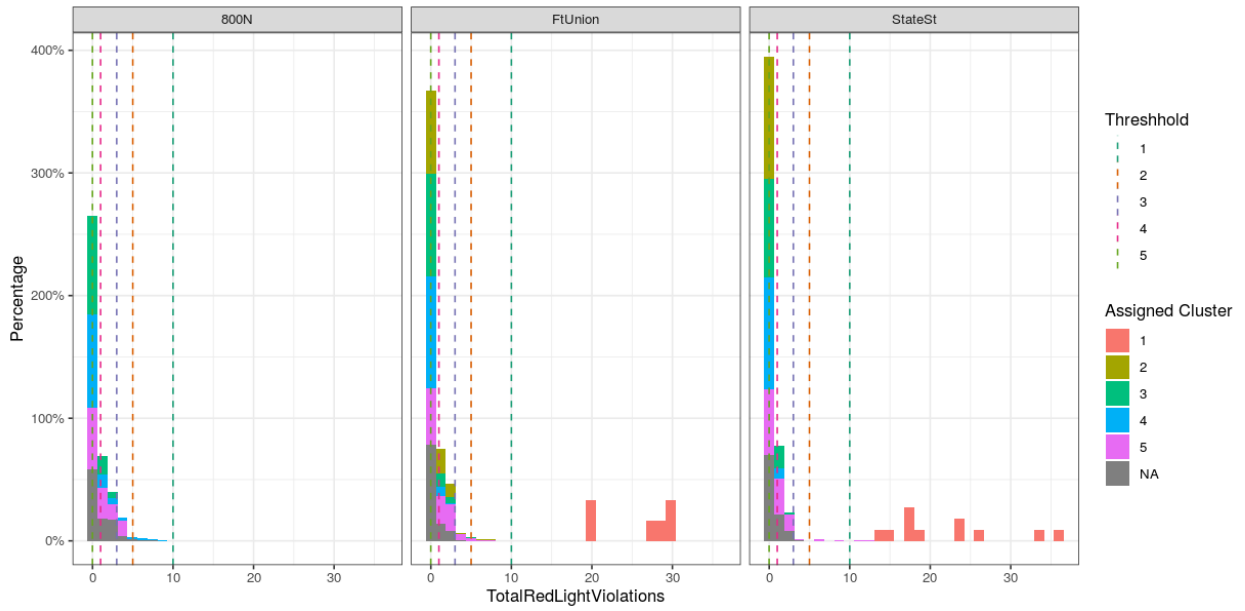 800N
FtUnion
StateSt
400%
300%
200%
100%
0%
Percentage
0 10 20 30
0 10 20 30
0 10 20 30
TotalRedLightViolations
Threshhold
1
2
3
4
5
Assigned Cluster
1
2
3
4
5
NA